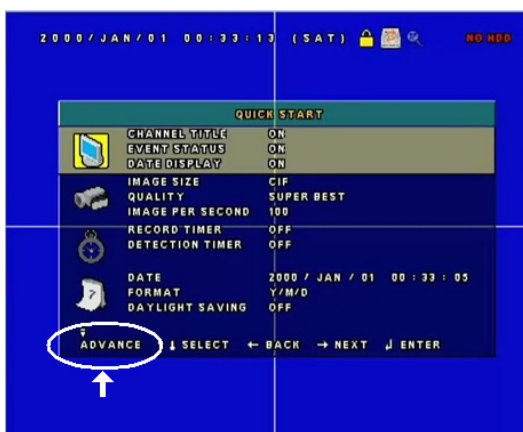 2000/JAN/01 00:33:13 (SAT) NO HDD
QUICK START
CHANNEL TITLE ON
EVENT STATUS ON
DATE DISPLAY ON
IMAGE SIZE CIF
QUALITY SUPER BEST
IMAGE PER SECOND 100
RECORD TIMER OFF
DETECTION TIMER OFF
DATE 2000 / JAN / 01 00 : 33 : 05
FORMAT Y/M/D
DAYLIGHT SAVING OFF
ADVANCE SELECT ← BACK → NEXT ↲ ENTER